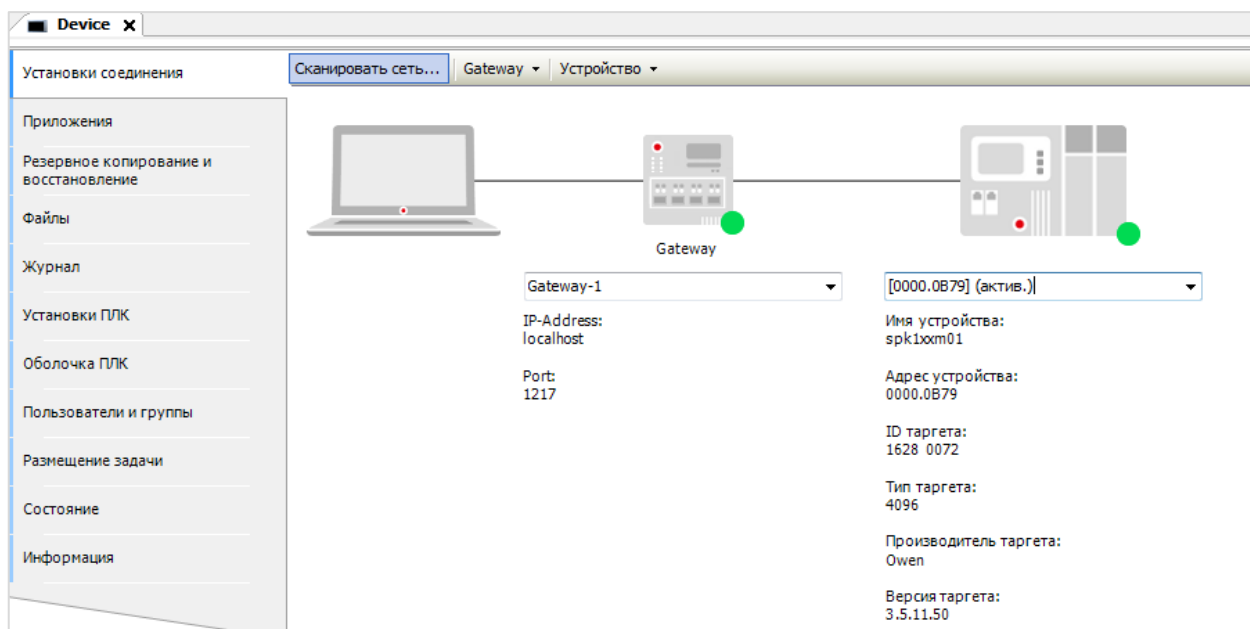 Device X
Установки соединения
Сканировать сеть... Gateway Устройство
Приложения
Резервное копирование и
восстановление
Файлы
Журнал
Установки ПЛК
Оболочка ПЛК
Пользователи и группы
Размещение задачи
Состояние
Информация
Gateway
Gateway-1
IP-Address:
localhost
Port:
1217
[0000.0B79] (актив.)
Имя устройства:
spk1xxm01
Адрес устройства:
0000.0B79
ID таргета:
1628 0072
Тип таргета:
4096
Производитель таргета:
Owen
Версия таргета:
3.5.11.50